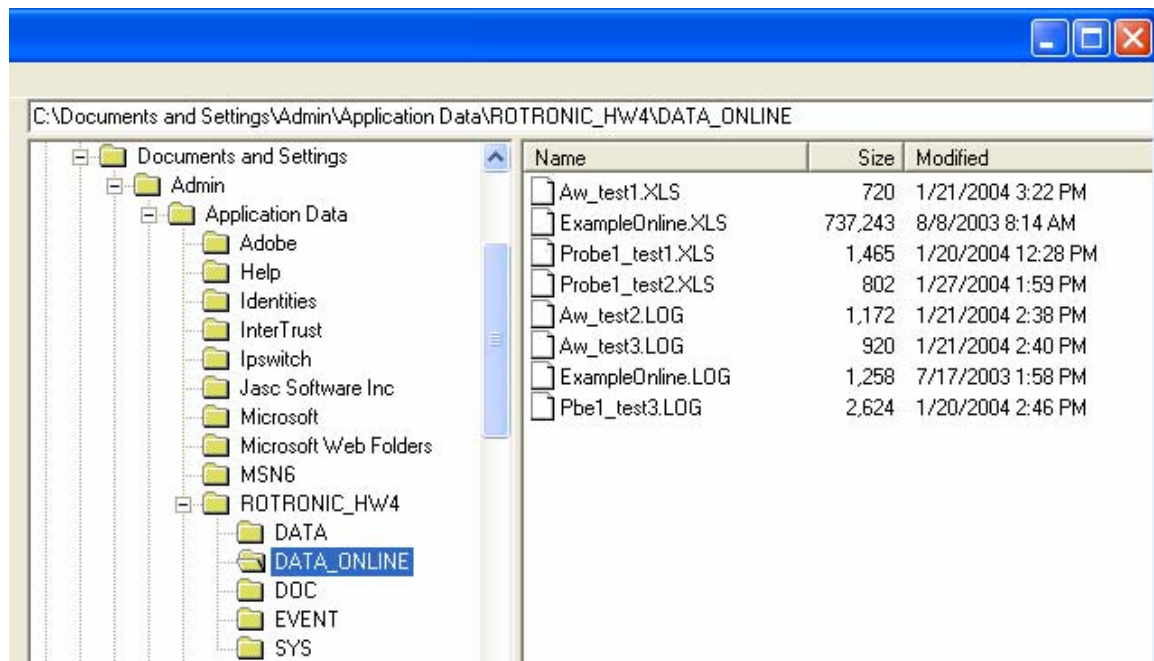 C:\Documents and Settings\Admin\Application Data\ROTRONIC_HW4\DATA_ONLINE
Documents and Settings
Admin
Application Data
Adobe
Help
Identities
InterTrust
Ipswitch
Jasc Software Inc
Microsoft
Microsoft Web Folders
MSN6
ROTRONIC_HW4
DATA
DATA_ONLINE
DOC
EVENT
SYS
Name Size Modified
Aw_test1.XLS 720 1/21/2004 3:22 PM
ExampleOnline.XLS 737,243 8/8/2003 8:14 AM
Probe1_test1.XLS 1,465 1/20/2004 12:28 PM
Probe1_test2.XLS 802 1/27/2004 1:59 PM
Aw_test2.LOG 1,172 1/21/2004 2:38 PM
Aw_test3.LOG 920 1/21/2004 2:40 PM
ExampleOnline.LOG 1,258 7/17/2003 1:58 PM
Pbe1_test3.LOG 2,624 1/20/2004 2:46 PM